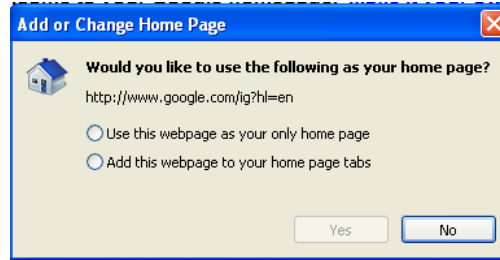 Add or Change Home Page
Would you like to use the following as your home page?
http://www.google.com/ig?hl=en
Use this webpage as your only home page
Add this webpage to your home page tabs
Yes
No